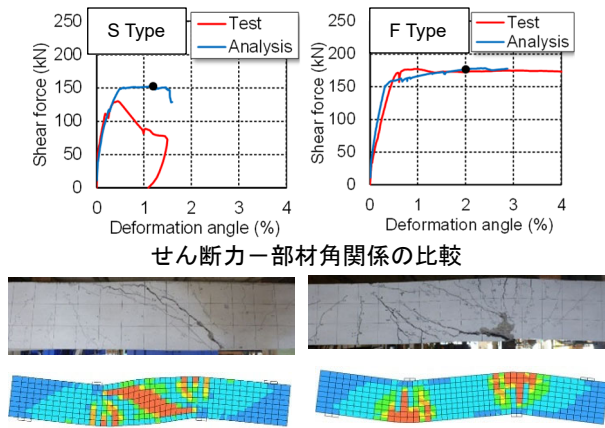 S Type
Test
Analysis
Shear force (kN)
300
250
200
150
100
50
0
0
1
2
3
4
Deformation angle (%)
F Type
Test
Analysis
Shear force (kN)
250
200
150
100
50
0
0
1
2
3
4
Deformation angle (%)
せん断力－部材角関係の比較